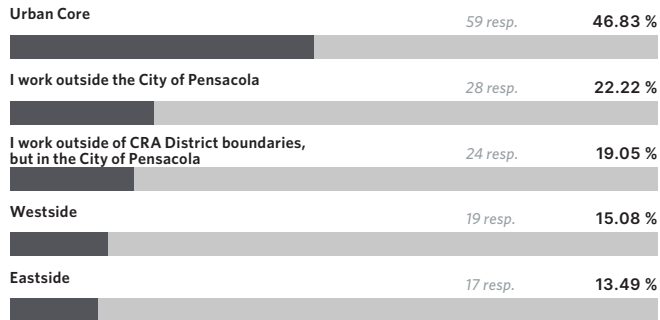 Urban Core 59 resp. 46.83 %
I work outside the City of Pensacola 28 resp. 22.22 %
I work outside of CRA District boundaries,
but in the City of Pensacola 24 resp. 19.05 %
Westside 19 resp. 15.08 %
Eastside 17 resp. 13.49 %